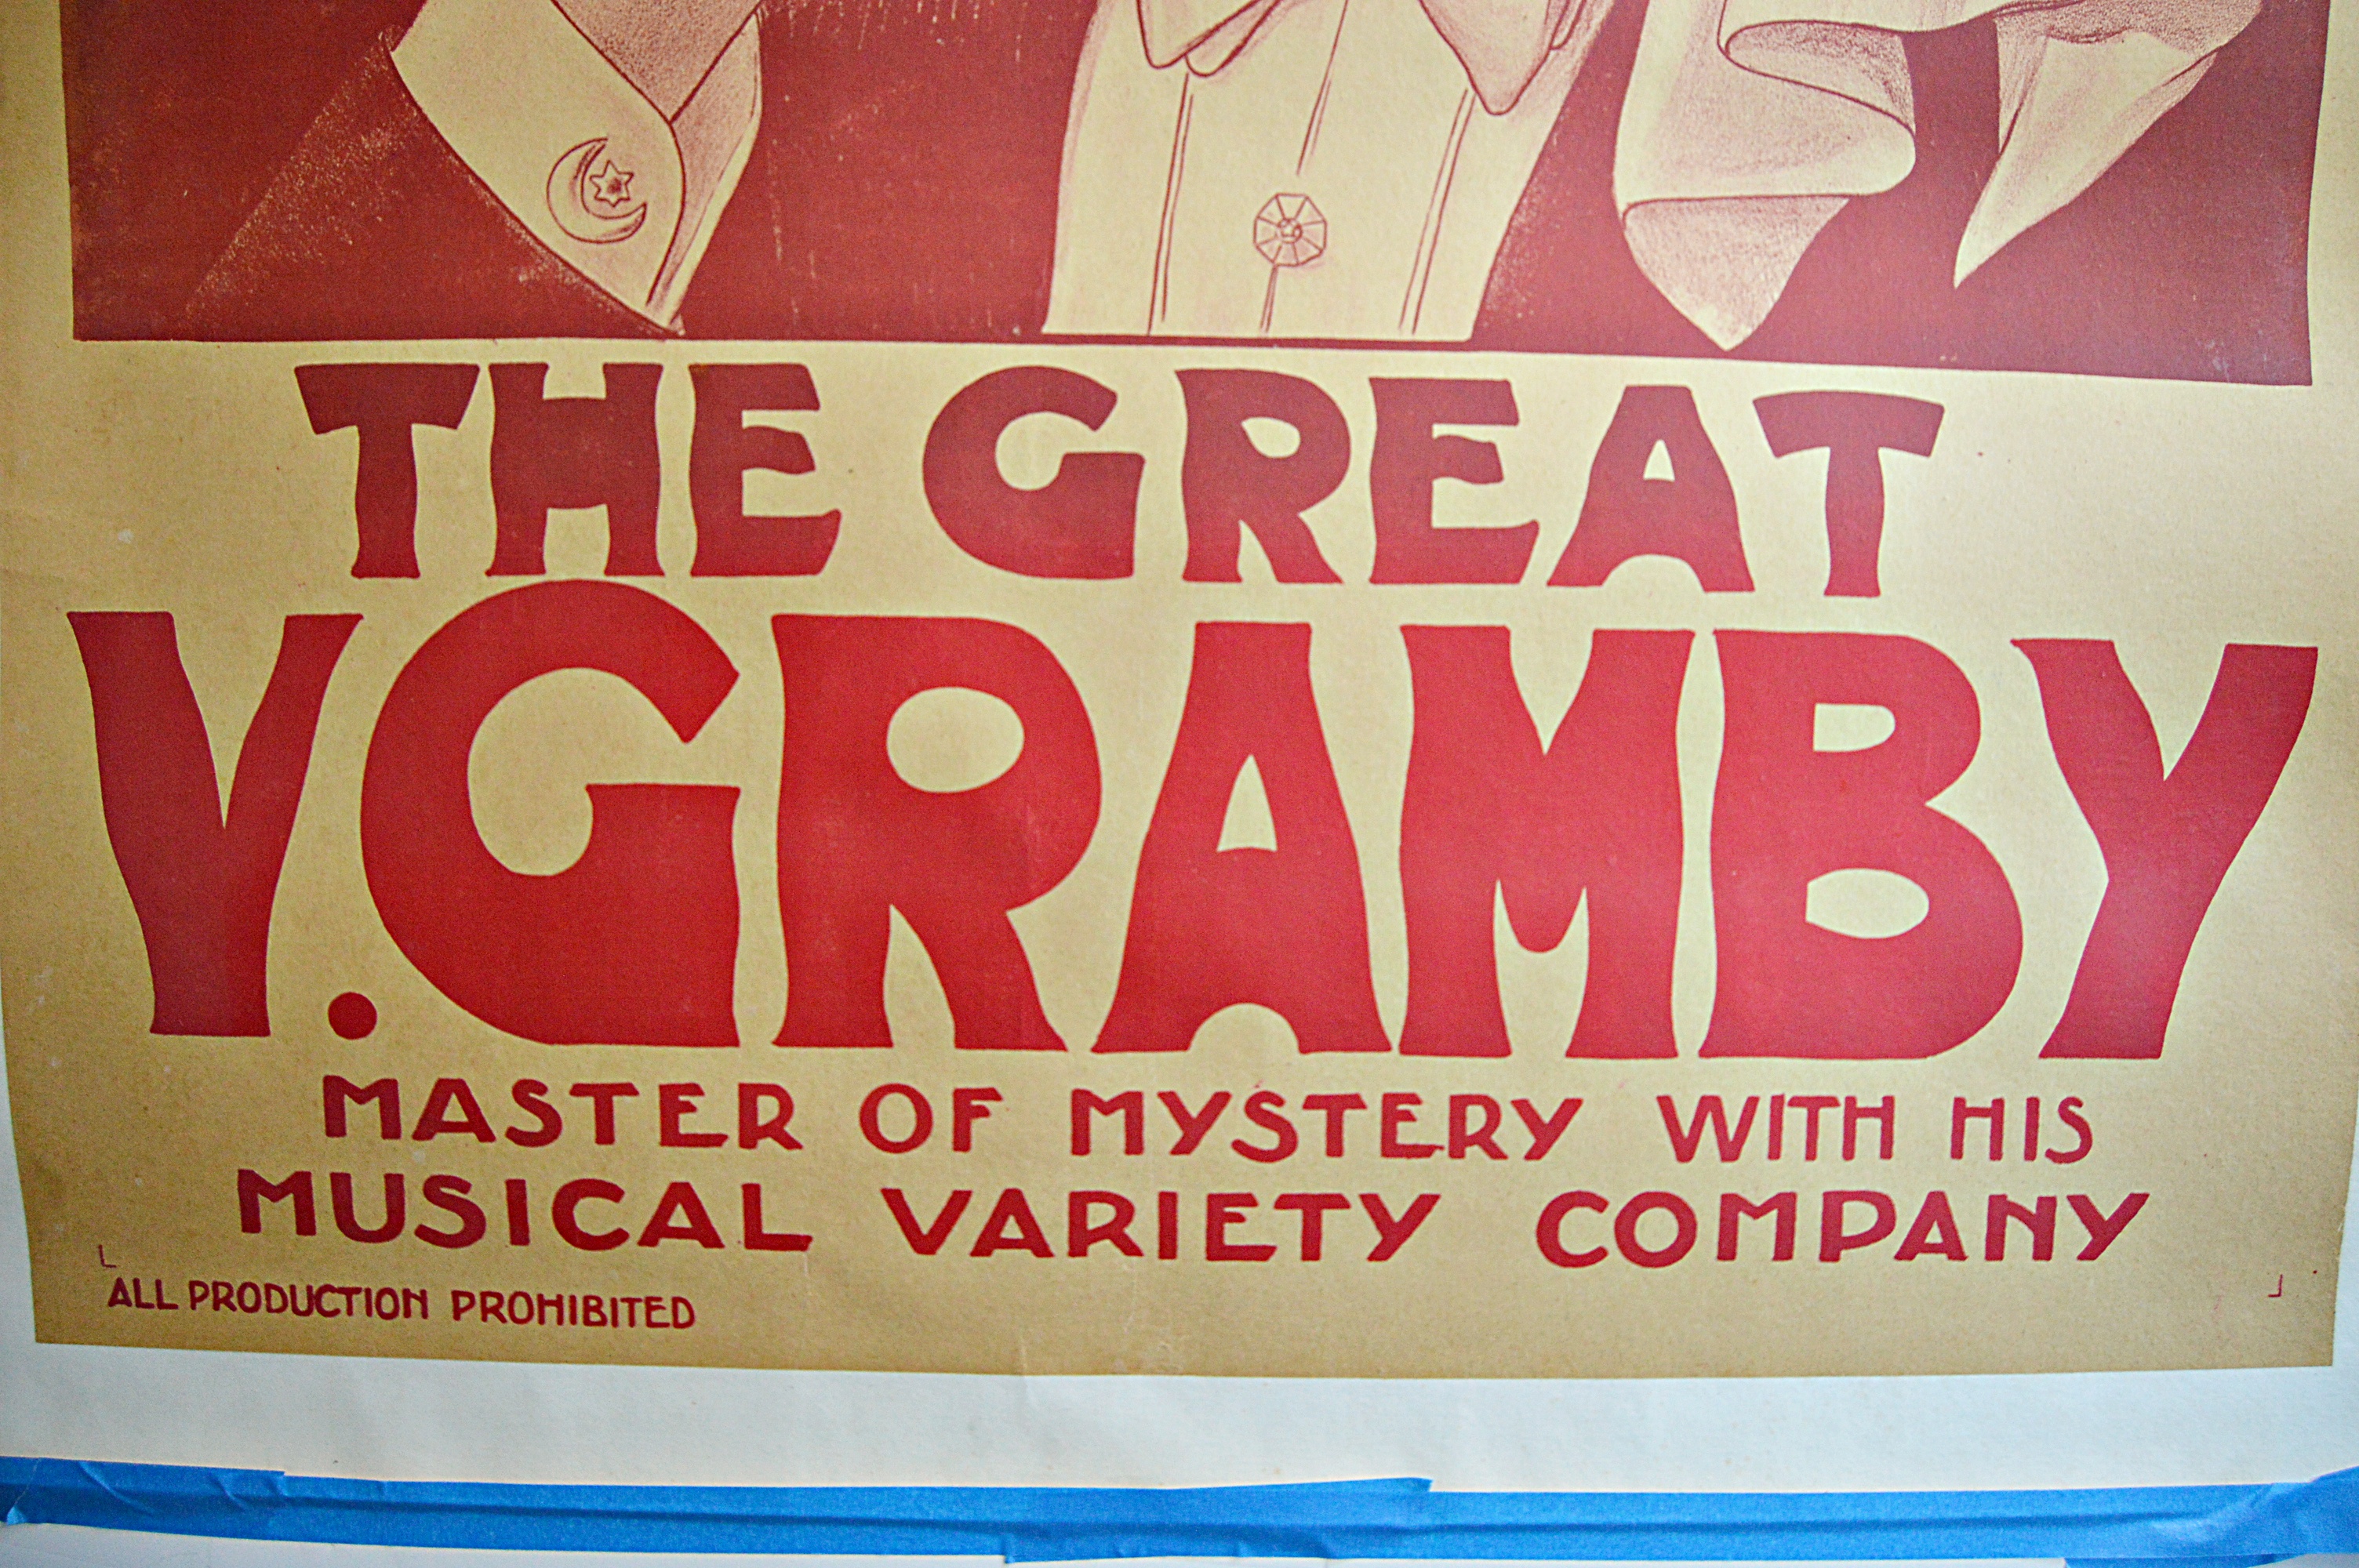 THE GREAT
V. GRAMBY
MASTER OF MYSTERY WITH HIS
MUSICAL VARIETY COMPANY
ALL PRODUCTION PROHIBITED